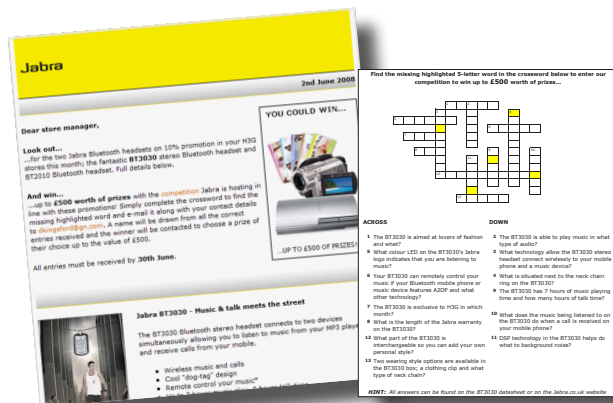 Jabra
2nd June 2008
Dear store manager,
Look out...
...for the two Jabra Bluetooth headsets on 10% promotion in your H3G
stores this month; the fantastic BT3030 stereo Bluetooth headset and
BT2010 Bluetooth headset. Full details below.
And win...
...up to £500 worth of prizes with the competition Jabra is hosting in
line with these promotions! Simply complete the crossword to find the
missing highlighted word and e-mail it along with your contact details
to dkingsford@gn.com. A name will be drawn from all the correct
entries received and the winner will be contacted to choose a prize of
their choice up to the value of £500.
All entries must be received by 30th June.
YOU COULD WIN...
...UP TO £500 OF PRIZES!
Jabra BT3030 - Music & talk meets the street
The BT3030 Bluetooth stereo headset connects to two devices
simultaneously allowing you to listen to music from your MP3 playe
and receive calls from your mobile.
• Wireless music and calls
• Cool "dog-tag" design
• Remote control your music*
Find the missing highlighted 5-letter word in the crossword below to enter our
competition to win up to £500 worth of prizes...
ACROSS
1 The BT3030 is aimed at lovers of fashion
and what?
5 What colour LED on the BT3030's Jabra
logo indicates that you are listening to
music?
6 Your BT3030 can remotely control your
music if your Bluetooth mobile phone or
music device features A2DP and what
other technology?
7 The BT3030 is exclusive to H3G in which
month?
8 What is the length of the Jabra warranty
on the BT3030?
12 What part of the BT3030 is
interchangeable so you can add your own
personal style?
13 Two wearing style options are available in
the BT3030 box; a clothing clip and what
type of neck chain?
DOWN
2 The BT3030 is able to play music in what
type of audio?
3 What technology allow the BT3030 stereo
headset connect wirelessly to your mobile
phone and a music device?
4 What is situated next to the neck chain
ring on the BT3030?
9 The BT3030 has 7 hours of music playing
time and how many hours of talk time?
10 What does the music being listened to on
the BT3030 do when a call is received on
your mobile phone?
11 DSP technology in the BT3030 helps do
what to background noise?
HINT: All answers can be found on the BT3030 datasheet or on the Jabra.co.uk website